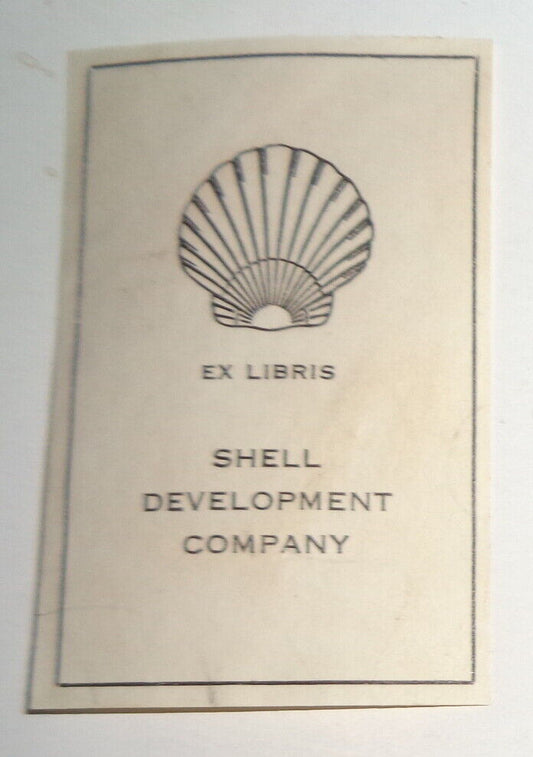 EX LIBRIS
SHELL
DEVELOPMENT
COMPANY